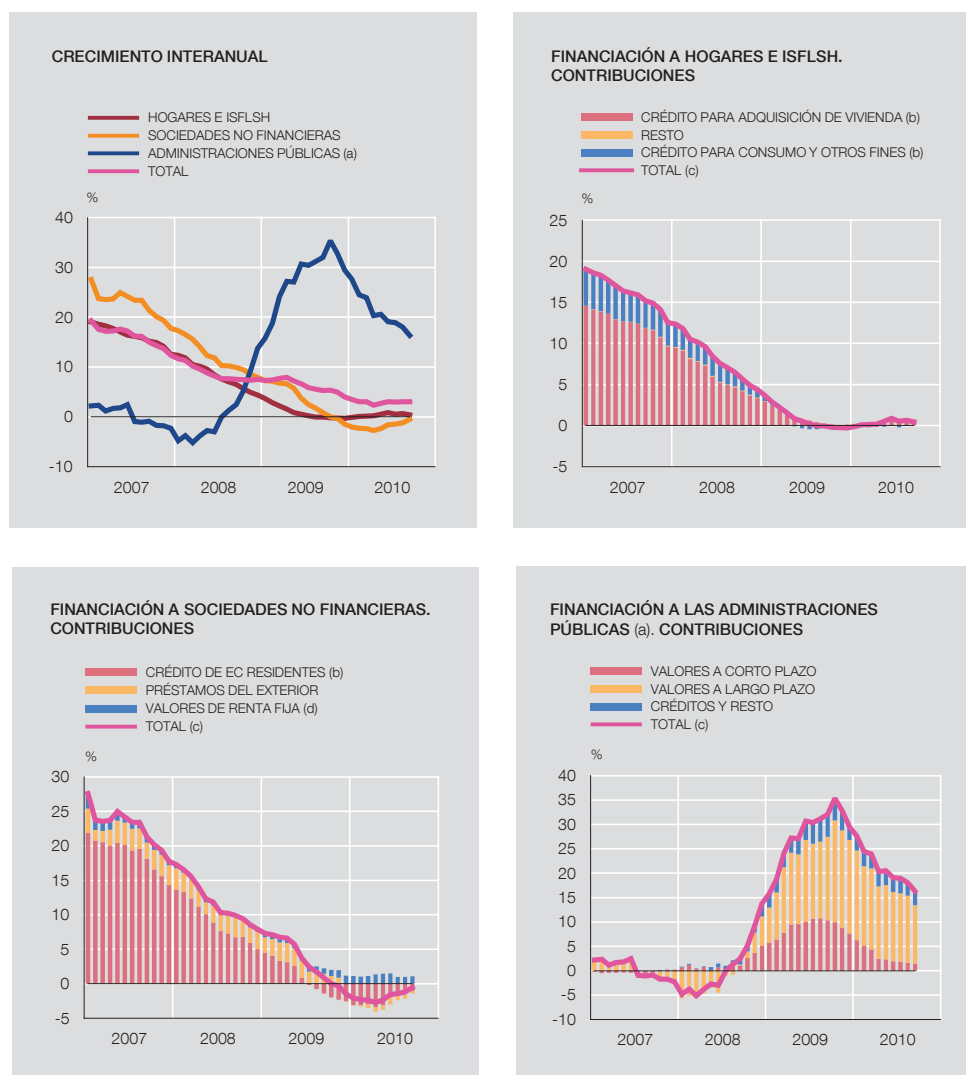 CRECIMIENTO INTERANUAL
HOGARES E ISFLSH
SOCIEDADES NO FINANCIERAS
ADMINISTRACIONES PÚBLICAS (a)
TOTAL
%
40
30
20
10
0
-10
2007 2008 2009 2010
FINANCIACIÓN A HOGARES E ISFLSH.
CONTRIBUCIONES
CRÉDITO PARA ADQUISICIÓN DE VIVIENDA (b)
RESTO
CRÉDITO PARA CONSUMO Y OTROS FINES (b)
TOTAL (c)
%
25
20
15
10
5
0
-5
2007 2008 2009 2010
FINANCIACIÓN A SOCIEDADES NO FINANCIERAS.
CONTRIBUCIONES
CRÉDITO DE EC RESIDENTES (b)
PRÉSTAMOS DEL EXTERIOR
VALORES DE RENTA FIJA (d)
TOTAL (c)
%
30
25
20
15
10
5
0
-5
2007 2008 2009 2010
FINANCIACIÓN A LAS ADMINISTRACIONES
PÚBLICAS (a). CONTRIBUCIONES
VALORES A CORTO PLAZO
VALORES A LARGO PLAZO
CRÉDITOS Y RESTO
TOTAL (c)
%
40
35
30
25
20
15
10
5
0
-5
-10
2007 2008 2009 2010